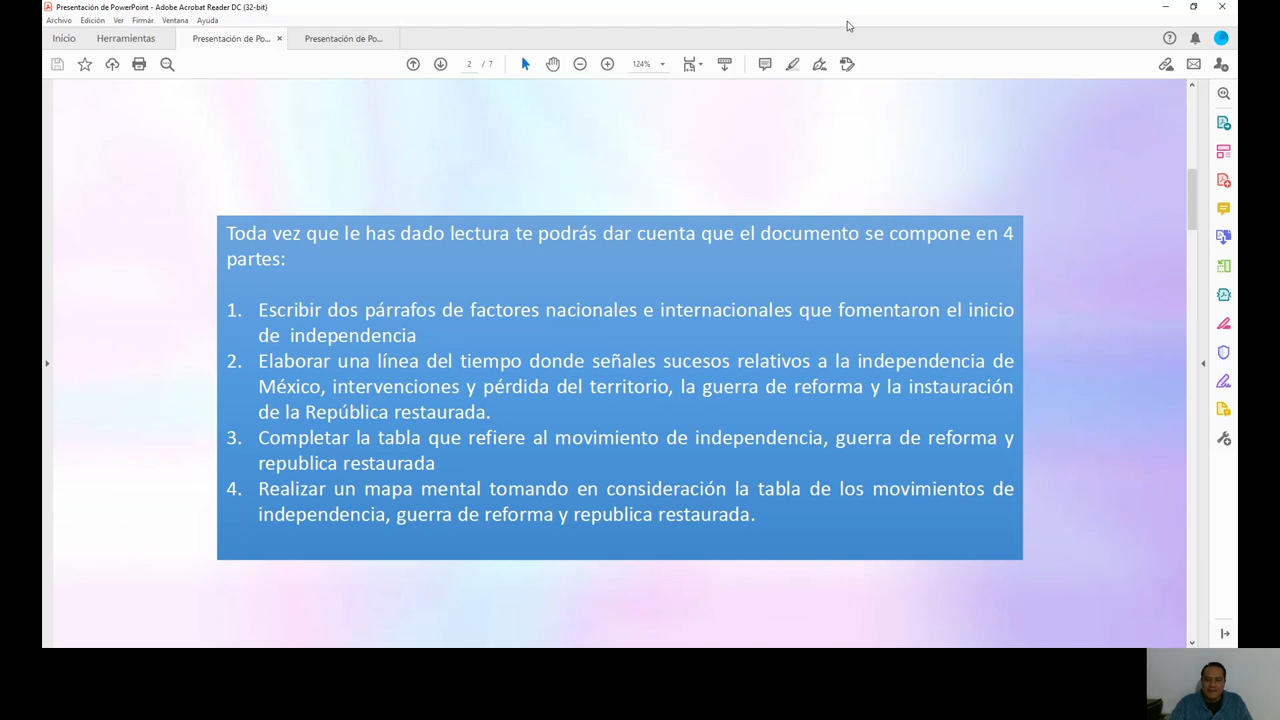 Presentación de PowerPoint - Adobe Acrobat Reader DC (32-bit)
Archivo Edición Ver Firmar Ventana Ayuda
Inicio Herramientas Presentación de Po... × Presentación de Po...
2 / 7 124%
Toda vez que le has dado lectura te podrás dar cuenta que el documento se compone en 4
partes:
1. Escribir dos párrafos de factores nacionales e internacionales que fomentaron el inicio
de independencia
2. Elaborar una línea del tiempo donde señales sucesos relativos a la independencia de
México, intervenciones y pérdida del territorio, la guerra de reforma y la instauración
de la República restaurada.
3. Completar la tabla que refiere al movimiento de independencia, guerra de reforma y
republica restaurada
4. Realizar un mapa mental tomando en consideración la tabla de los movimientos de
independencia, guerra de reforma y republica restaurada.